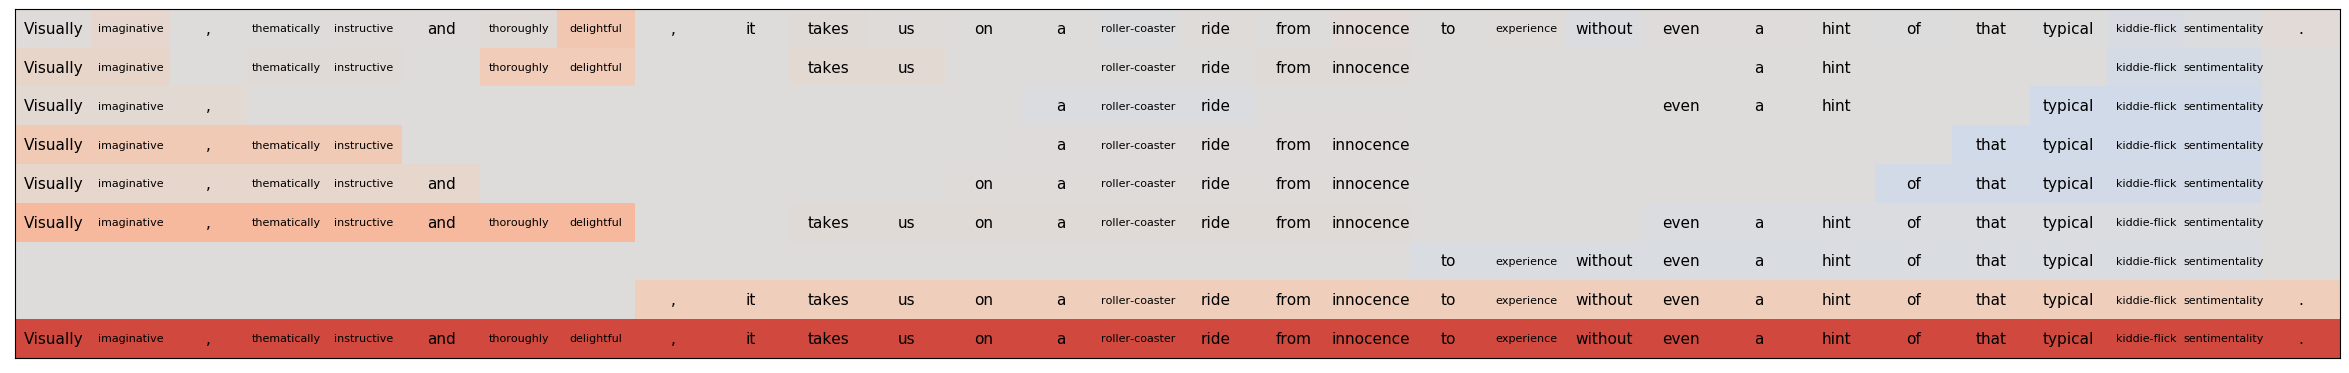 Visually imaginative , thematically instructive and thoroughly delightful , it takes us on a roller-coaster ride from innocence to experience without even a hint of that typical kiddie-flick sentimentality .
Visually imaginative thematically instructive thoroughly delightful takes us roller-coaster ride from innocence a hint kiddie-flick sentimentality
Visually imaginative , a roller-coaster ride even a hint typical kiddie-flick sentimentality
Visually imaginative , thematically instructive a roller-coaster ride from innocence that typical kiddie-flick sentimentality
Visually imaginative , thematically instructive and on a roller-coaster ride from innocence of that typical kiddie-flick sentimentality
Visually imaginative , thematically instructive and thoroughly delightful takes us on a roller-coaster ride from innocence even a hint of that typical kiddie-flick sentimentality
to experience without even a hint of that typical kiddie-flick sentimentality
, it takes us on a roller-coaster ride from innocence to experience without even a hint of that typical kiddie-flick sentimentality .
Visually imaginative , thematically instructive and thoroughly delightful , it takes us on a roller-coaster ride from innocence to experience without even a hint of that typical kiddie-flick sentimentality .